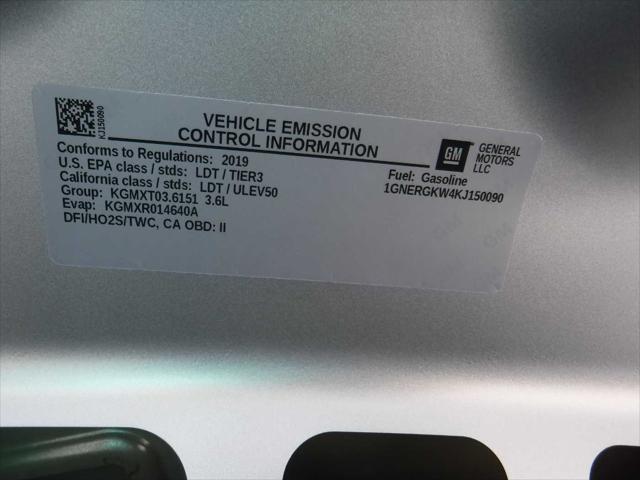 KJ150090
VEHICLE EMISSION
CONTROL INFORMATION
GM
GENERAL
MOTORS
LLC
Conforms to Regulations: 2019
U.S. EPA class / stds: LDT / TIER3
California class / stds: LDT / ULEV50
Group: KGMXT03.6151 3.6L
Evap: KGMXR014640A
DFI/HO2S/TWC, CA OBD: II
Fuel: Gasoline
1GNERGKW4KJ150090